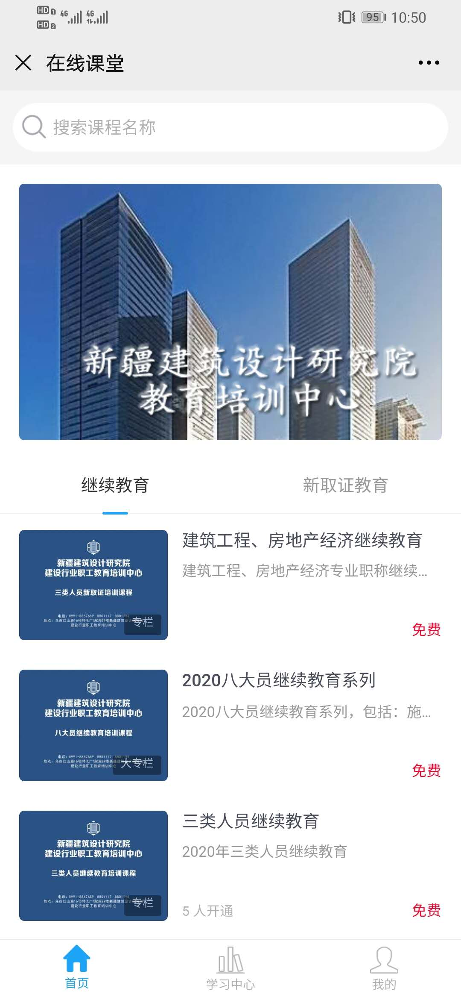 HD 1 4G 4G
HD 2
95 10:50
在线课堂
搜索课程名称
新疆建筑设计研究院
教育培训中心
继续教育
新取证教育
新疆建筑设计研究院
建设行业职工教育培训中心
三类人员新取证培训课程
电话：0991-8867689 8801117 8801198
地点：乌市红山路16号时代广场D座29楼新疆建筑设计
建设行业职工教育培训中心
专栏
建筑工程、房地产经济继续教育
建筑工程、房地产经济专业职称继续...
免费
新疆建筑设计研究院
建设行业职工教育培训中心
八大员继续教育培训课程
电话：0991-8867689 8801117 8801198
地点：乌市红山路16号时代广场D座29楼新疆建筑设计
建设行业职工教育培训中心
大专栏
2020八大员继续教育系列
2020八大员继续教育系列，包括：施...
免费
新疆建筑设计研究院
建设行业职工教育培训中心
三类人员继续教育培训课程
电话：0991-8867689 8801117 8801198
地点：乌市红山路16号时代广场D座29楼新疆建筑设计
建设行业职工教育培训中心
专栏
三类人员继续教育
2020年三类人员继续教育
5 人开通
免费
首页
学习中心
我的